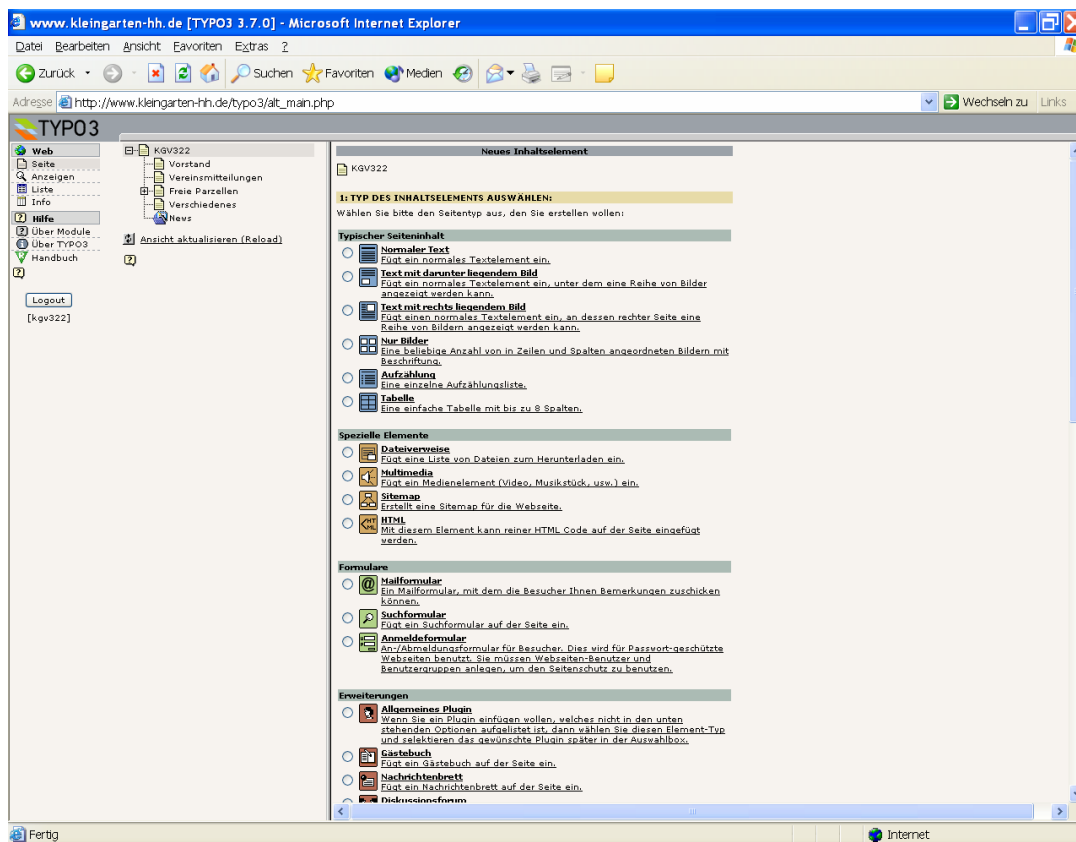 www.kleingarten-hh.de [TYPO3 3.7.0] - Microsoft Internet Explorer
Datei Bearbeiten Ansicht Favoriten Extras ?
Zurück Suchen Favoriten Medien
Adresse http://www.kleingarten-hh.de/typo3/alt_main.php Wechseln zu Links
TYPO3
Web
Seite
Anzeigen
Liste
Info
Hilfe
Über Module
Über TYPO3
Handbuch
Logout
[kgv322]
KGV322
Vorstand
Vereinsmitteilungen
Freie Parzellen
Verschiedenes
News
Ansicht aktualisieren (Reload)
Neues Inhaltselement
KGV322
1: TYP DES INHALTSELEMENTS AUSWÄHLEN:
Wählen Sie bitte den Seitentyp aus, den Sie erstellen wollen:
Typischer Seiteninhalt
Normaler Text
Fügt ein normales Textelement ein.
Text mit darunter liegendem Bild
Fügt ein normales Textelement ein, unter dem eine Reihe von Bilder
angezeigt werden kann.
Text mit rechts liegendem Bild
Fügt einen normales Textelement ein, an dessen rechter Seite eine
Reihe von Bildern angezeigt werden kann.
Nur Bilder
Eine beliebige Anzahl von in Zeilen und Spalten angeordneten Bildern mit
Beschriftung.
Aufzählung
Eine einzelne Aufzählungsliste.
Tabelle
Eine einfache Tabelle mit bis zu 8 Spalten.
Spezielle Elemente
Dateiverweise
Fügt eine Liste von Dateien zum Herunterladen ein.
Multimedia
Fügt ein Medienelement (Video, Musikstück, usw.) ein.
Sitemap
Erstellt eine Sitemap für die Webseite.
HTML
Mit diesem Element kann reiner HTML Code auf der Seite eingefügt
werden.
Formulare
Mailformular
Ein Mailformular, mit dem die Besucher Ihnen Bemerkungen zuschicken
können.
Suchformular
Fügt ein Suchformular auf der Seite ein.
Anmeldeformular
An-/Abmeldungsformular für Besucher. Dies wird für Passwort-geschützte
Webseiten benutzt. Sie müssen Webseiten-Benutzer und
Benutzergruppen anlegen, um den Seitenschutz zu benutzen.
Erweiterungen
Allgemeines Plugin
Wenn Sie ein Plugin einfügen wollen, welches nicht in den unten
stehenden Optionen aufgelistet ist, dann wählen Sie diesen Element-Typ
und selektieren das gewünschte Plugin später in der Auswahlbox.
Gästebuch
Fügt ein Gästebuch auf der Seite ein.
Nachrichtenbrett
Fügt ein Nachrichtenbrett auf der Seite ein.
Diskussionsforum
Fertig Internet